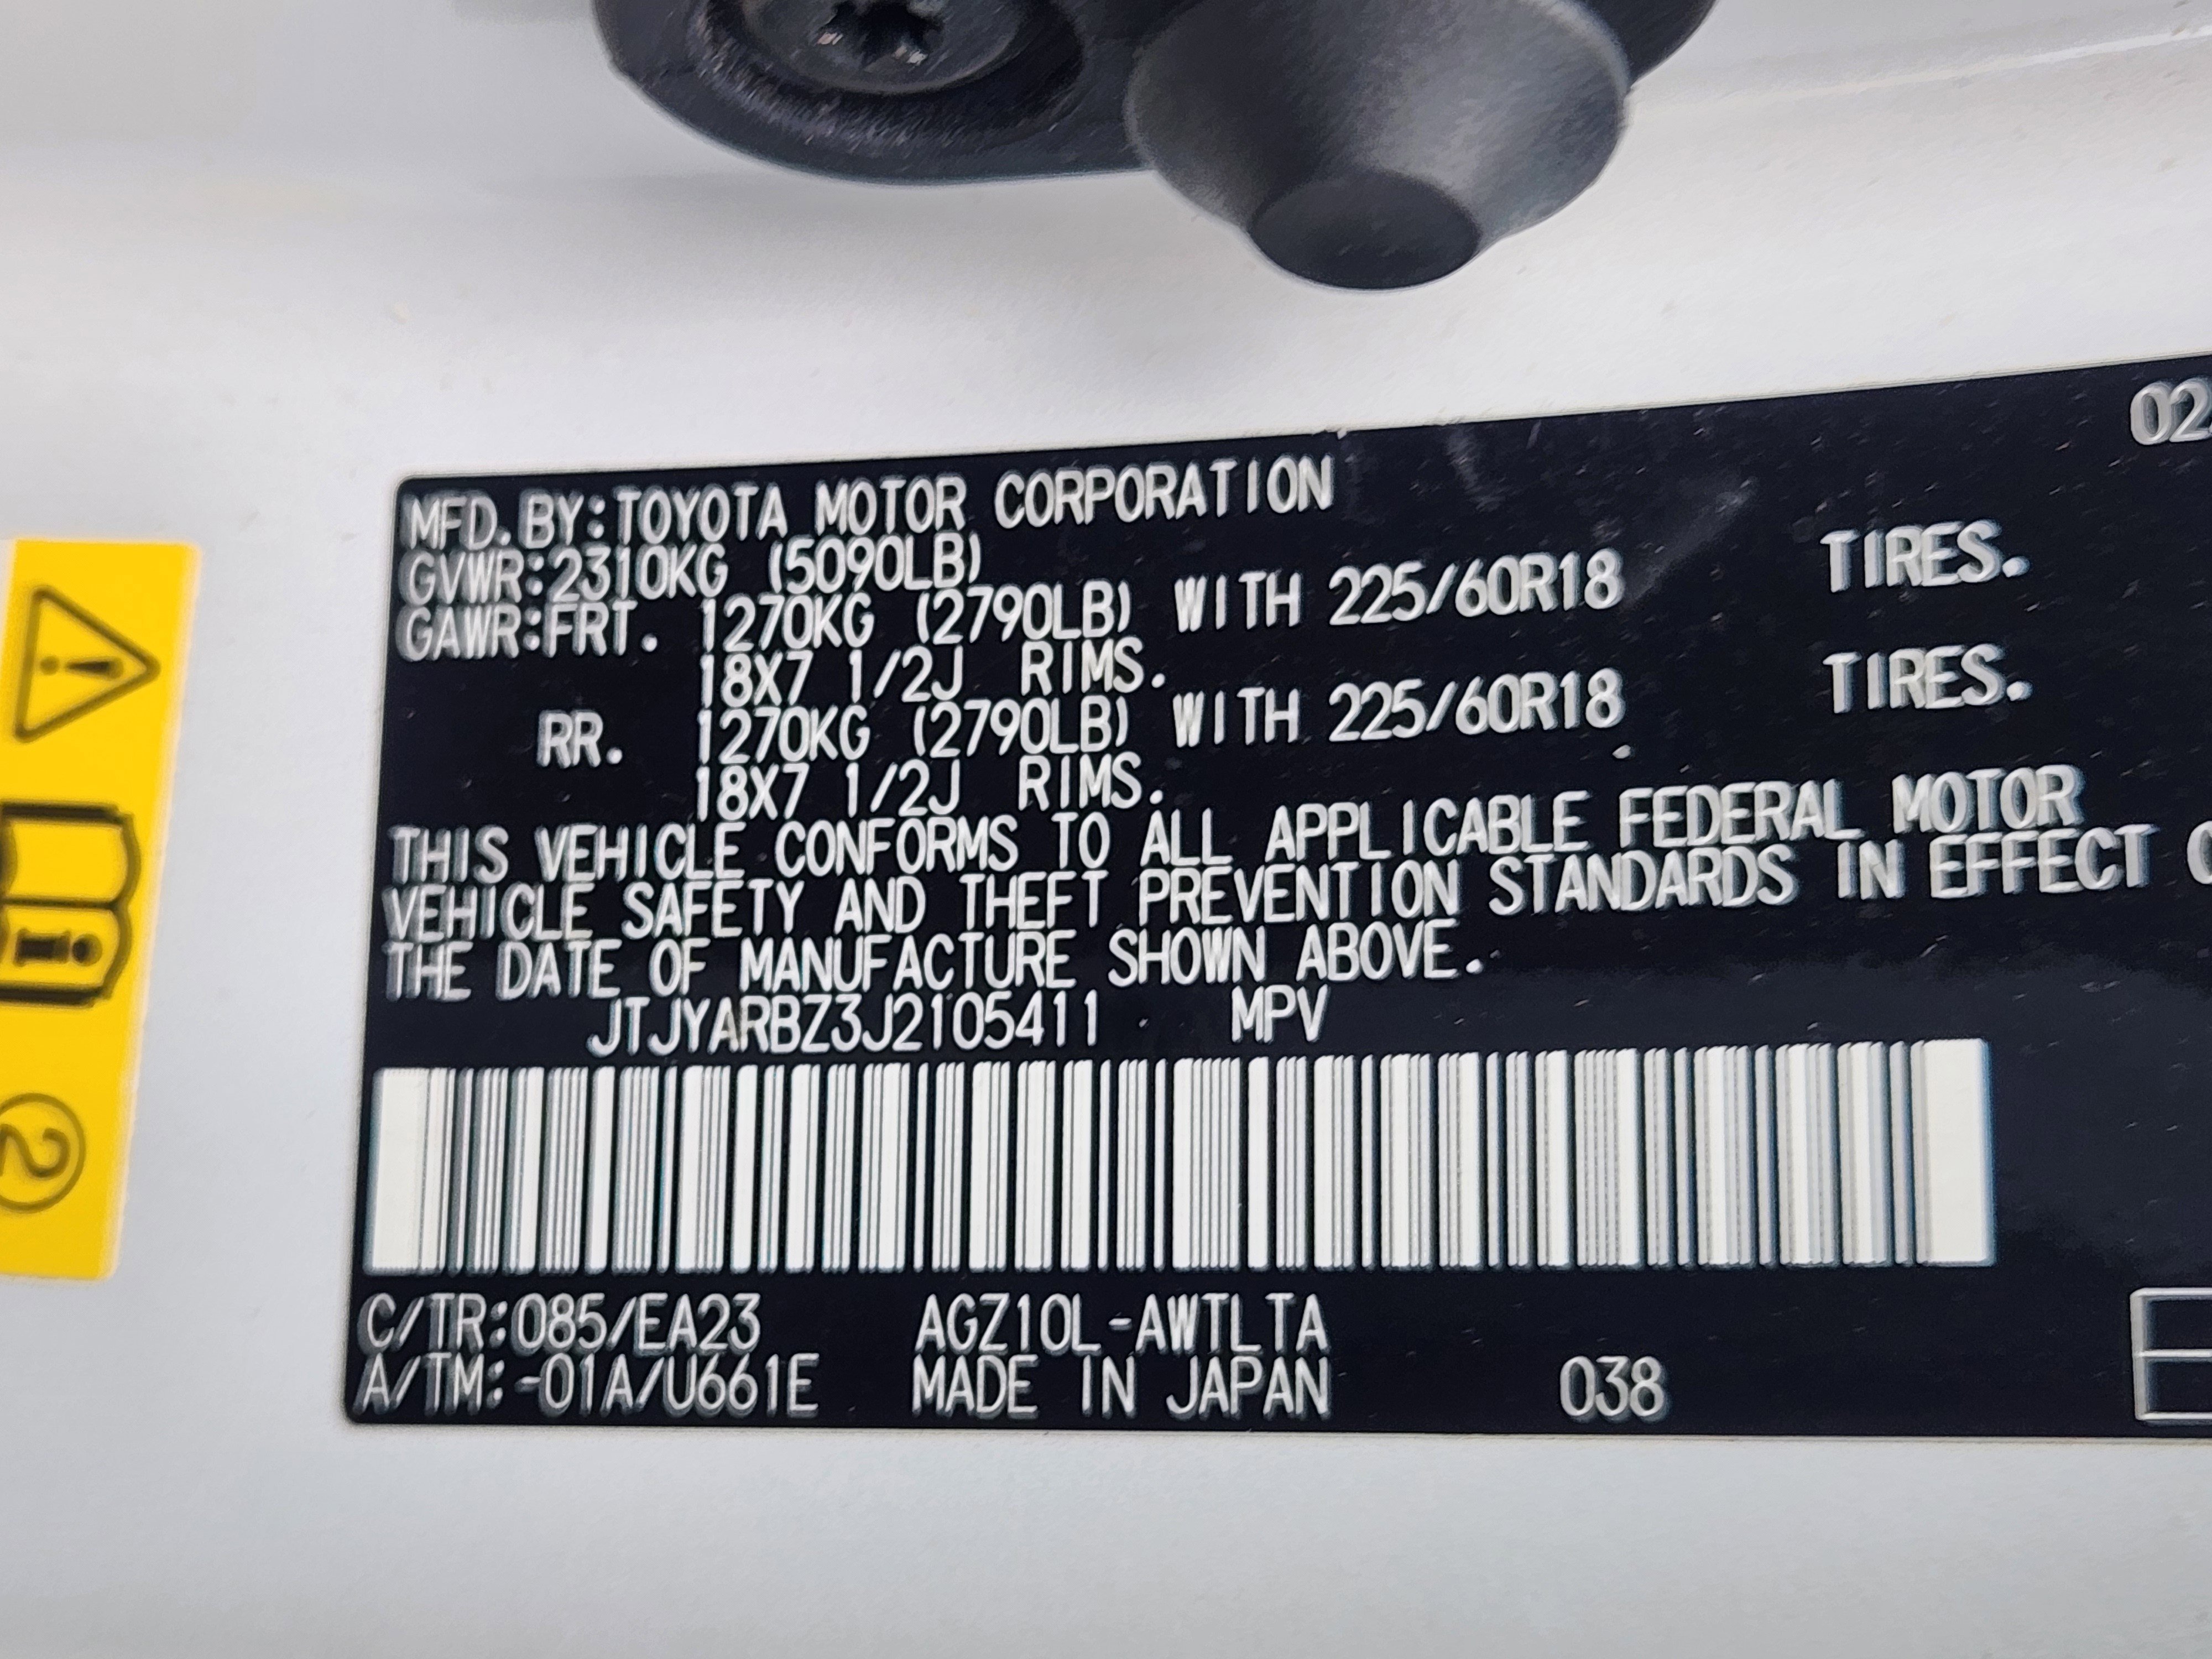 02
MFD.BY:TOYOTA MOTOR CORPORATION
GVWR:2310KG (5090LB)
GAWR:FRT. 1270KG (2790LB) WITH 225/60R18 TIRES.
18X7 1/2J RIMS.
RR. 1270KG (2790LB) WITH 225/60R18 TIRES.
18X7 1/2J RIMS.
THIS VEHICLE CONFORMS TO ALL APPLICABLE FEDERAL MOTOR
VEHICLE SAFETY AND THEFT PREVENTION STANDARDS IN EFFECT
THE DATE OF MANUFACTURE SHOWN ABOVE.
JTJYARBZ3J2105411 MPV
C/TR:085/EA23 AGZ10L-AWTLTA
A/TM:-01A/U661E MADE IN JAPAN 038
2